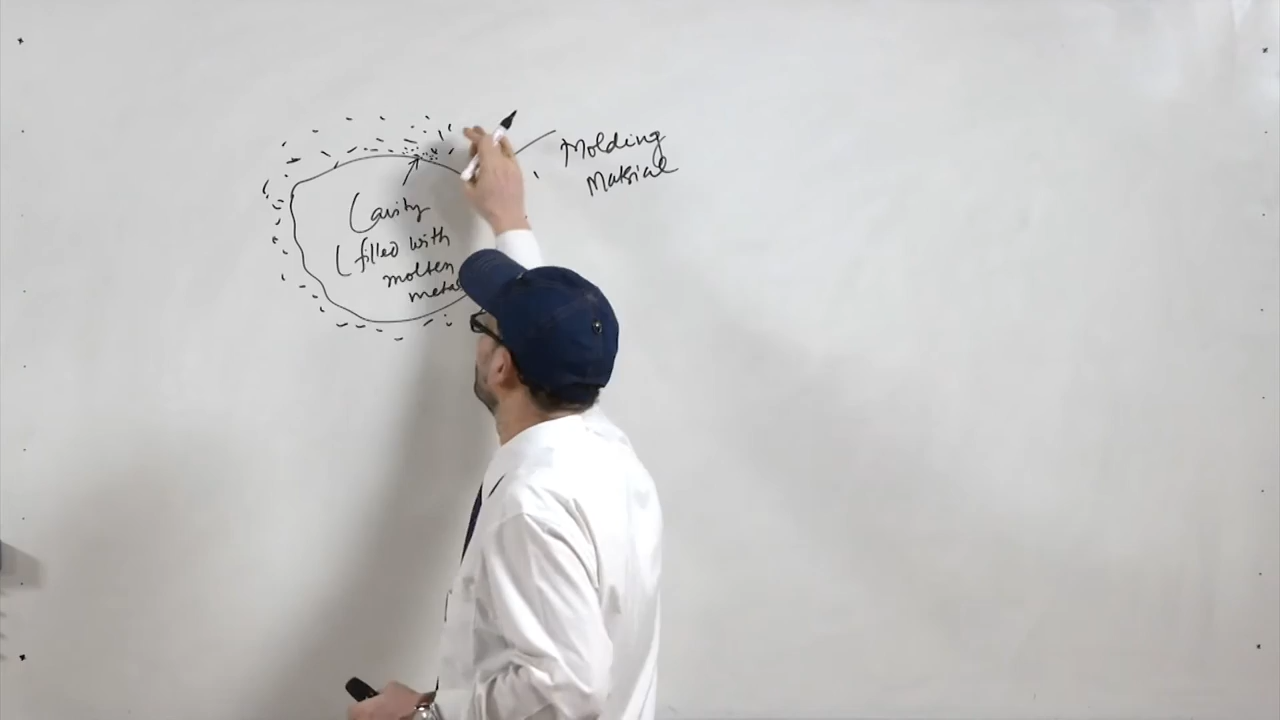 Molding
Material
Cavity
(filled with
molten
metal